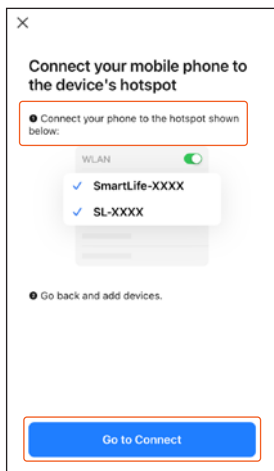 Connect your mobile phone to
the device's hotspot
❶ Connect your phone to the hotspot shown
below:
WLAN
SmartLife-XXXX
SL-XXXX
❷ Go back and add devices.
Go to Connect